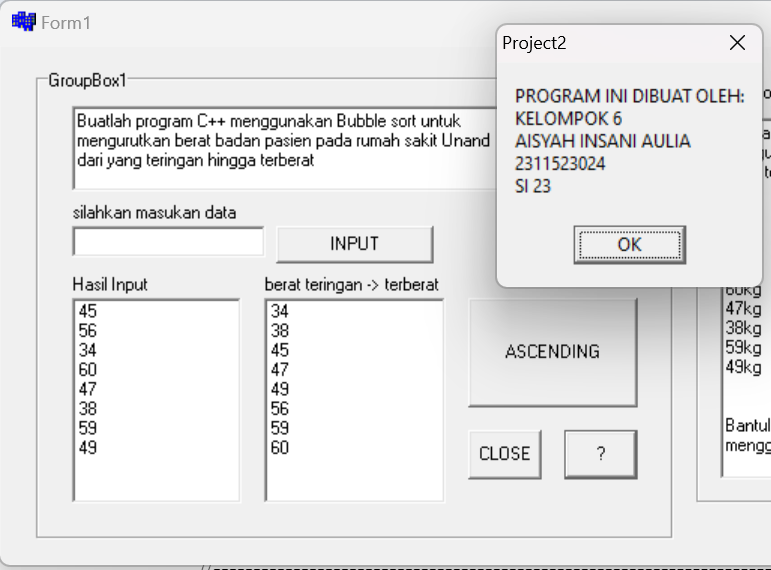 Form1
GroupBox1
Buatlah program C++ menggunakan Bubble sort untuk
mengurutkan berat badan pasien pada rumah sakit Unand
dari yang teringan hingga terberat
silahkan masukan data
INPUT
Hasil Input
45
56
34
60
47
38
59
49
berat teringan -> terberat
34
38
45
47
49
56
59
60
ASCENDING
CLOSE
?
Project2
PROGRAM INI DIBUAT OLEH:
KELOMPOK 6
AISYAH INSANI AULIA
2311523024
SI 23
OK
60kg
47kg
38kg
59kg
49kg